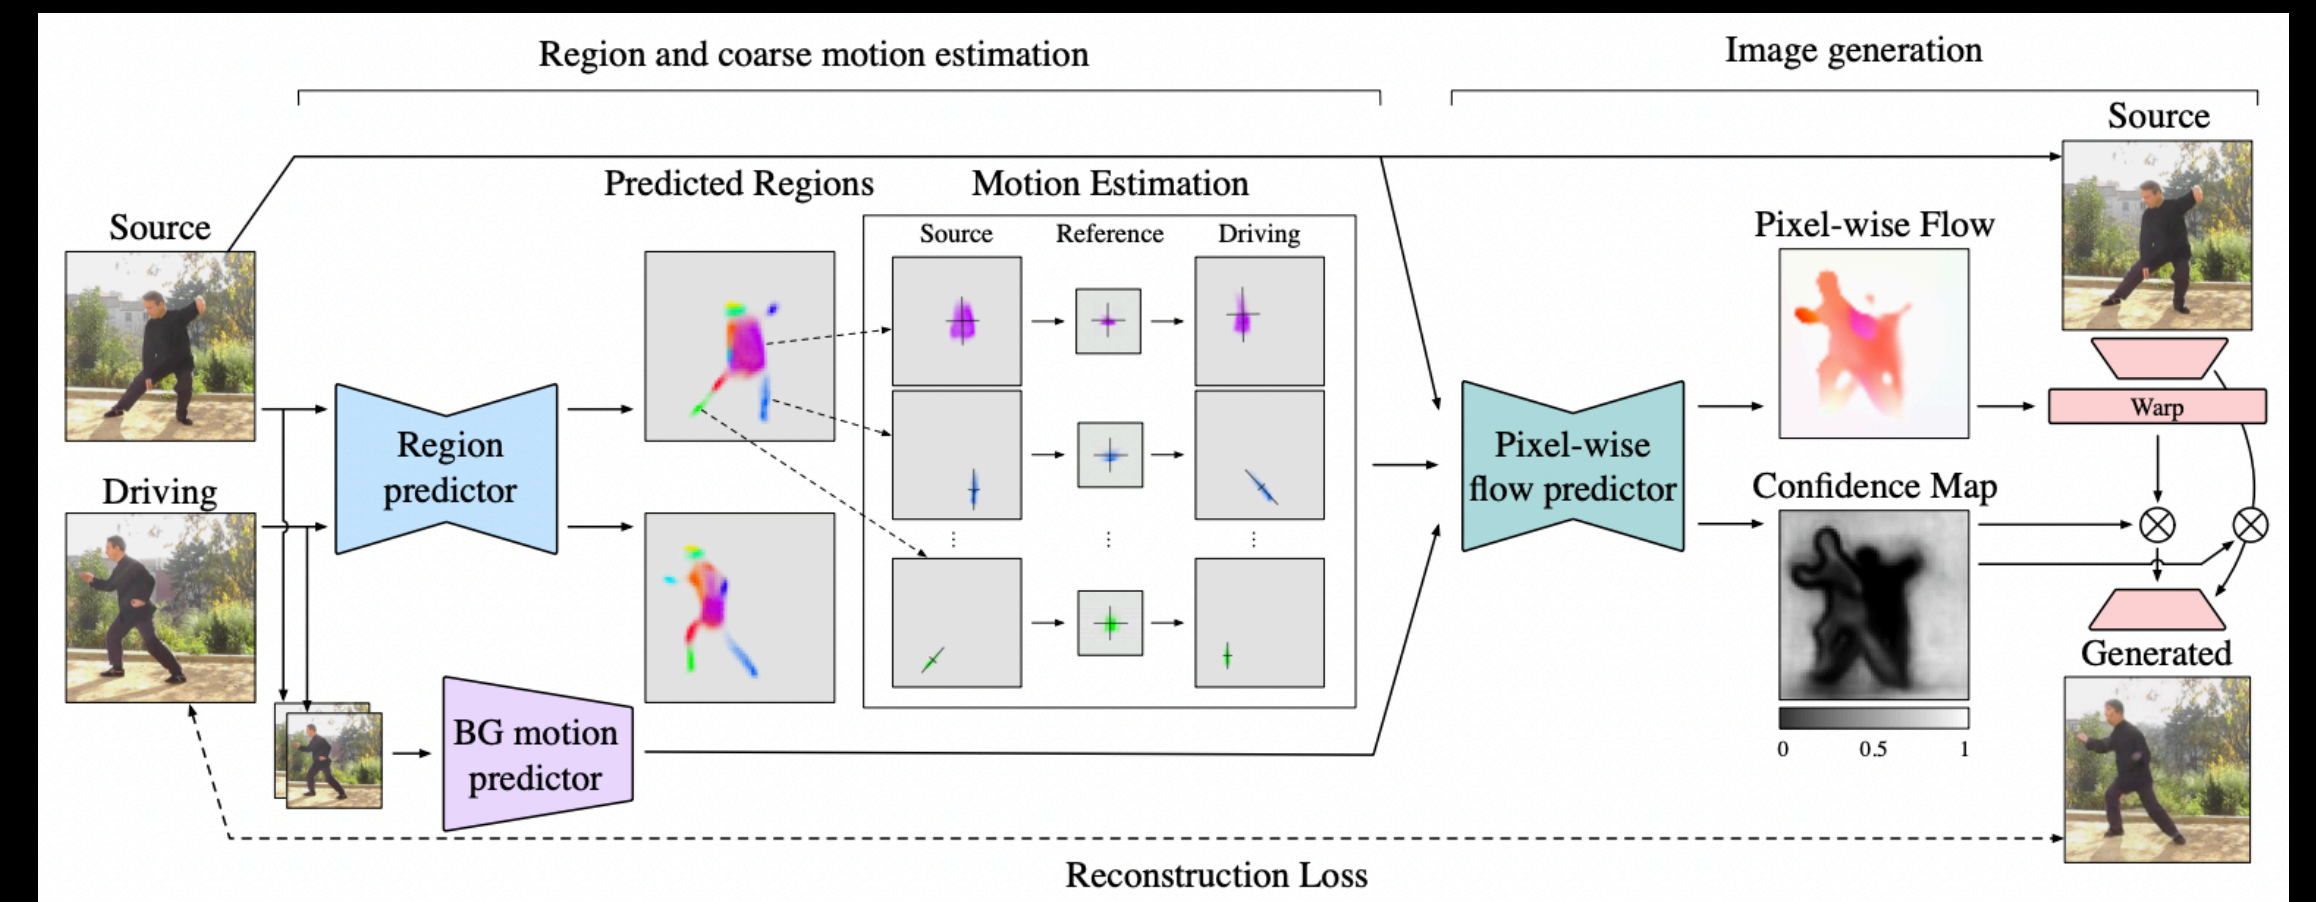 Region and coarse motion estimation
Image generation
Source
Predicted Regions
Motion Estimation
Source
Source
Reference
Driving
Pixel-wise Flow
Region
predictor
Pixel-wise
flow predictor
Warp
Driving
Confidence Map
BG motion
predictor
Generated
0
0.5
1
Reconstruction Loss